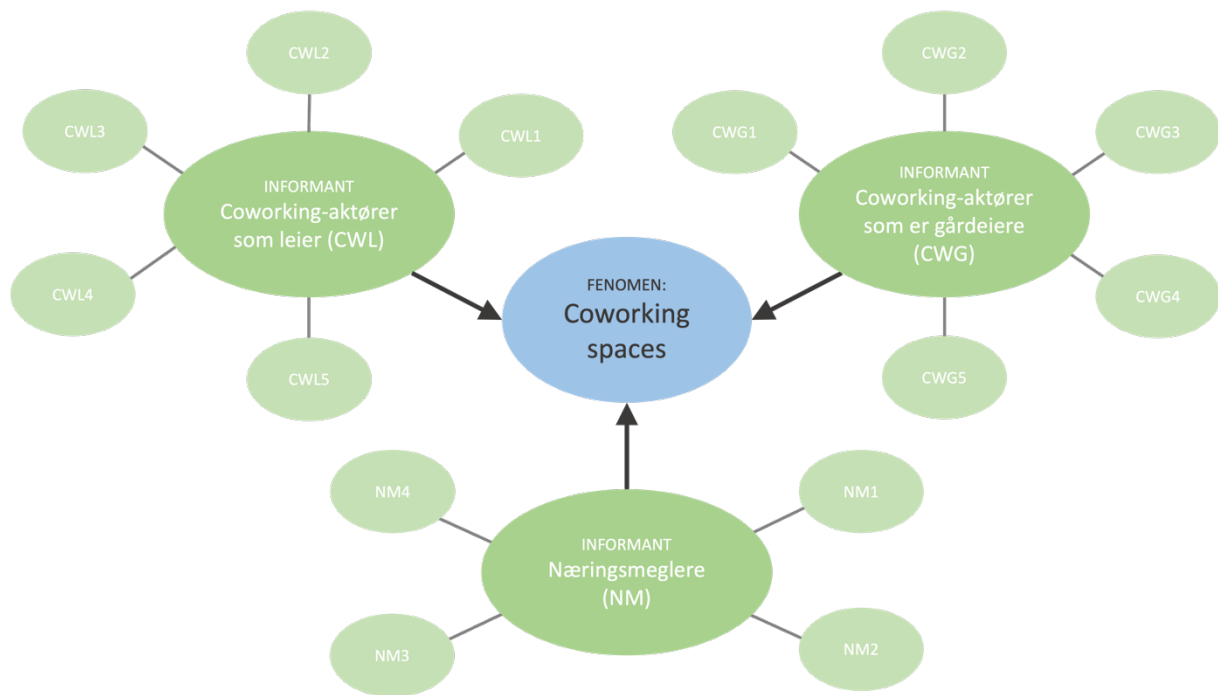 CWL2
CWL3
CWL1
INFORMANT
Coworking-aktører
som leier (CWL)
CWL4
CWL5
CWG2
CWG1
CWG3
INFORMANT
Coworking-aktører
som er gårdeiere
(CWG)
CWG4
CWG5
FENOMEN:
Coworking
spaces
NM4
NM1
INFORMANT
Næringsmeglere
(NM)
NM3
NM2